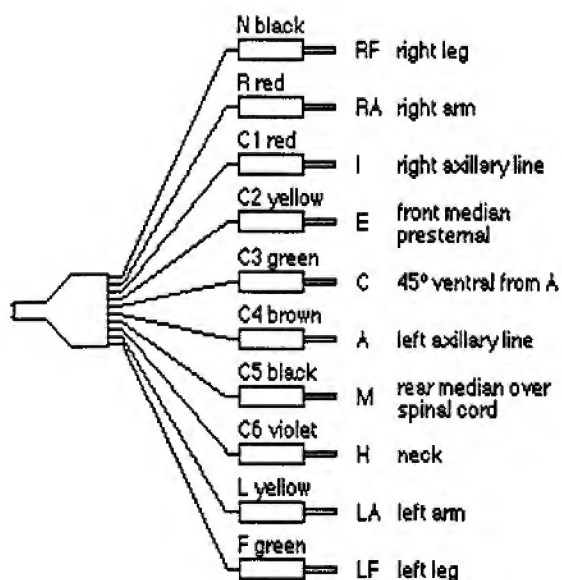 N black
RF right leg
R red
RA right arm
C1 red
I right axillary line
C2 yellow
E front median
presternal
C3 green
C 45º ventral from A
C4 brown
A left axillary line
C5 black
M rear median over
spinal cord
C6 violet
H neck
L yellow
LA left arm
F green
LF left leg